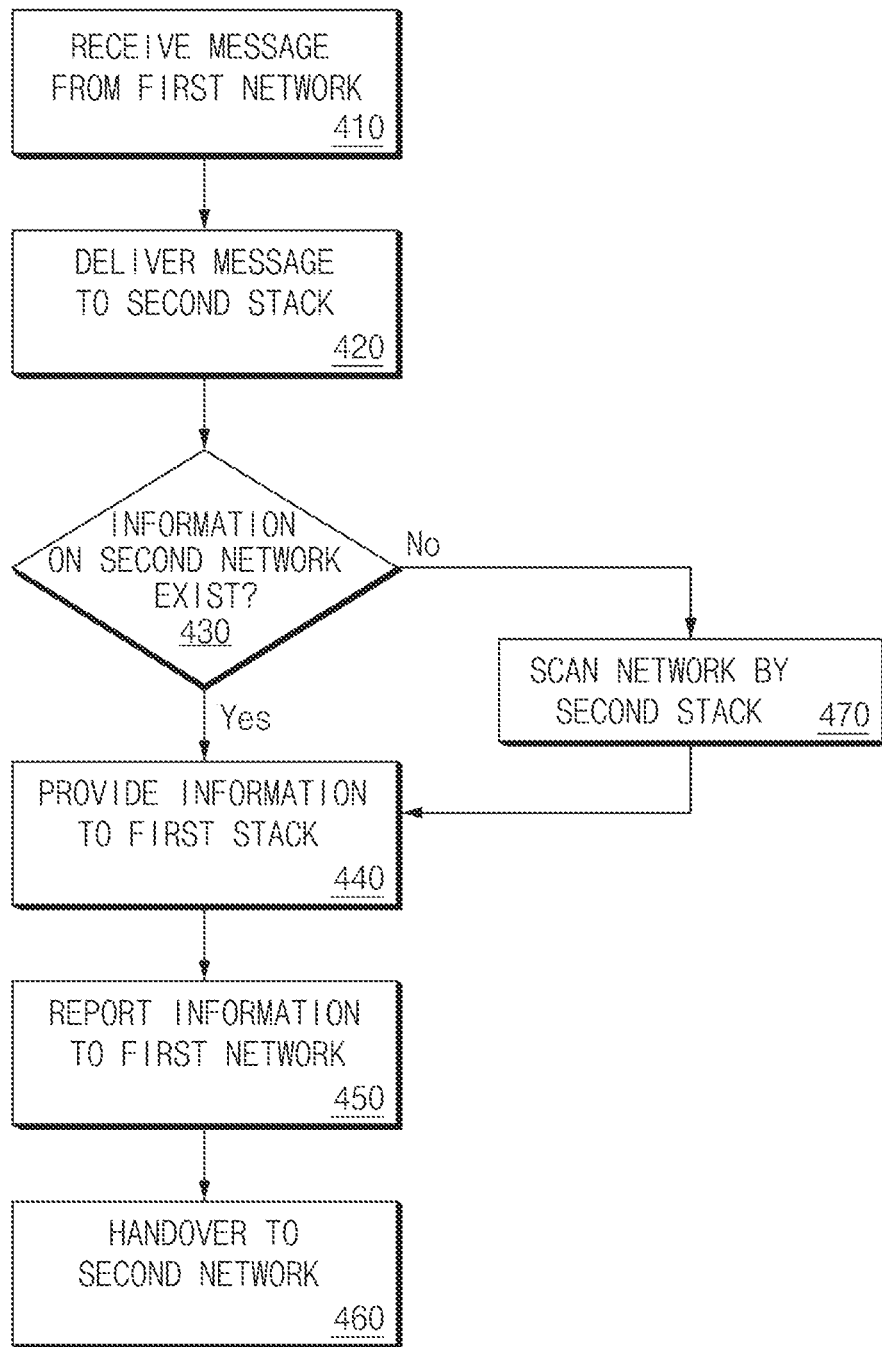 RECEIVE MESSAGE
FROM FIRST NETWORK
410
DELIVER MESSAGE
TO SECOND STACK
420
INFORMATION
ON SECOND NETWORK
EXIST?
430
No
Yes
SCAN NETWORK BY
SECOND STACK 470
PROVIDE INFORMATION
TO FIRST STACK
440
REPORT INFORMATION
TO FIRST NETWORK
450
HANDOVER TO
SECOND NETWORK
460